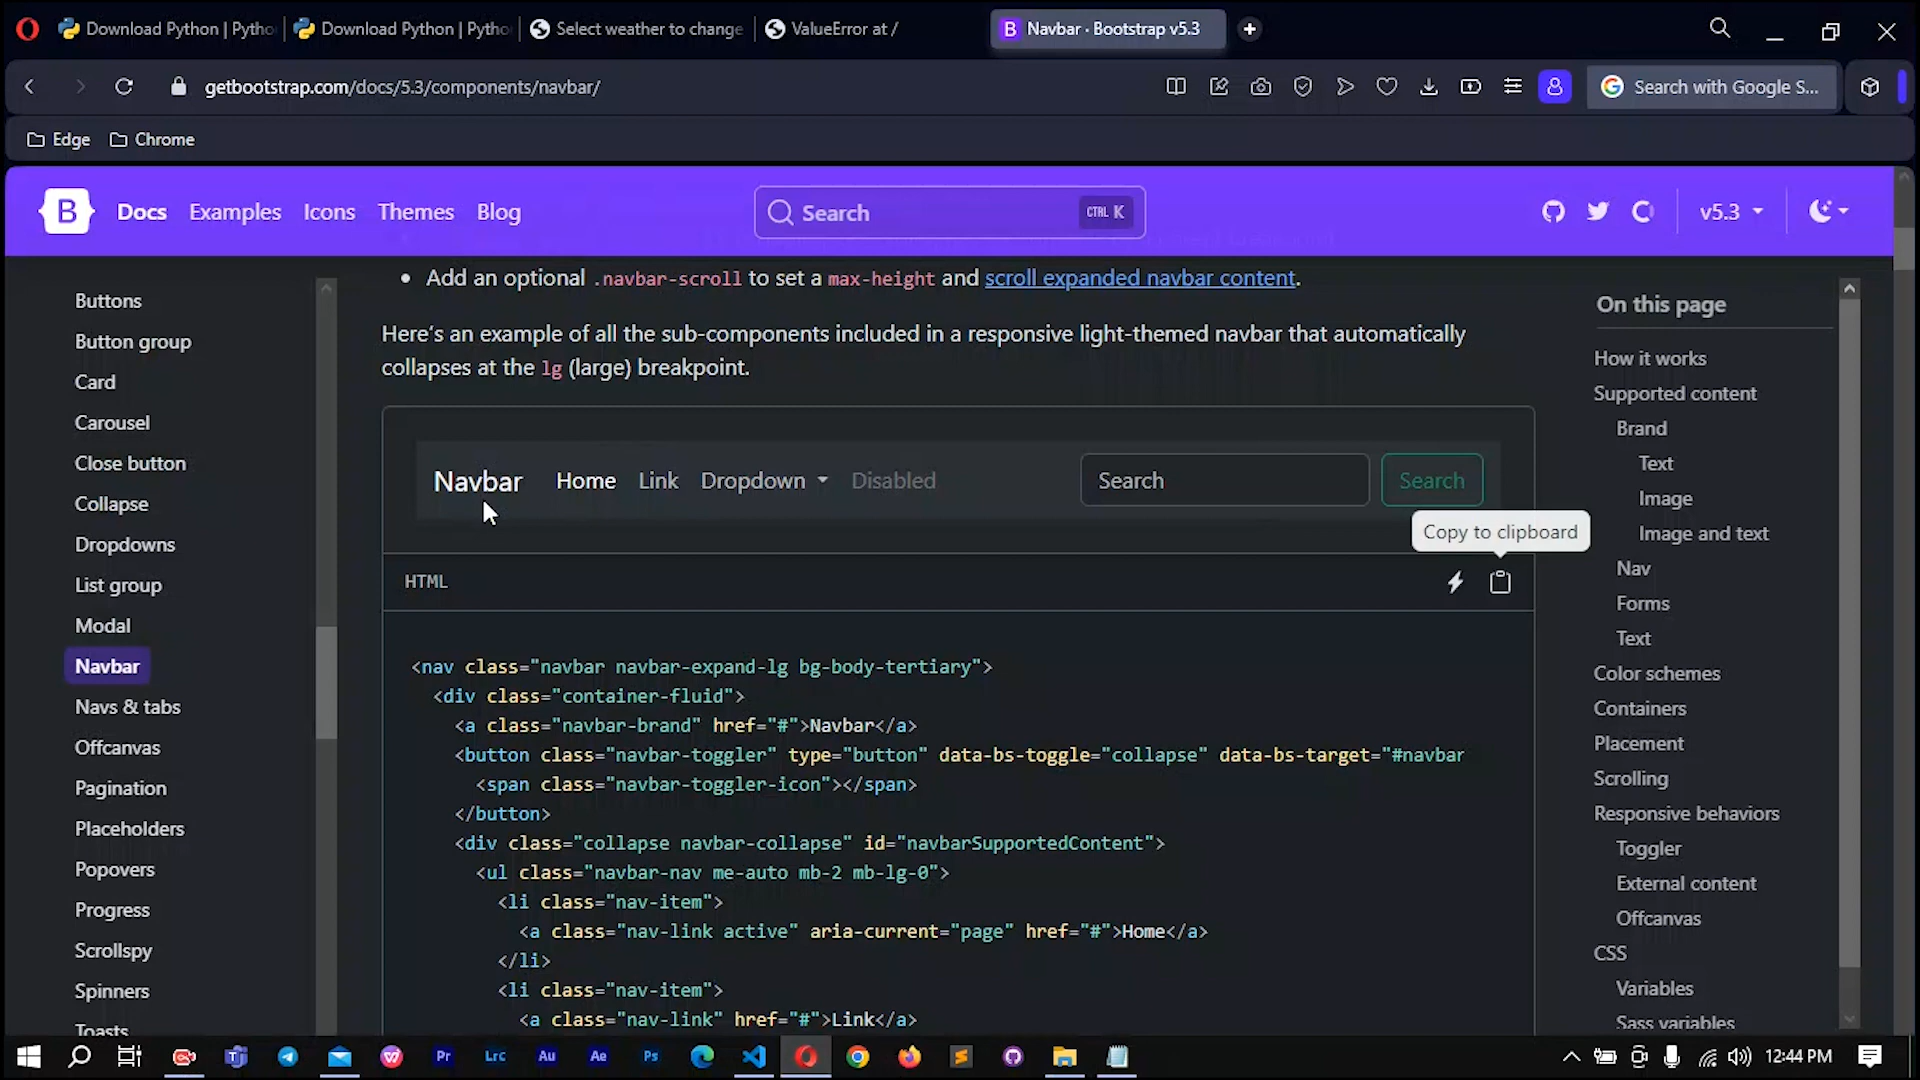 Download Python | Pytho
Download Python | Pytho
Select weather to change
ValueError at /
Navbar · Bootstrap v5.3
getbootstrap.com/docs/5.3/components/navbar/
Search with Google S...
Edge
Chrome
B
Docs
Examples
Icons
Themes
Blog
Search
CTRL K
v5.3
Buttons
Button group
Card
Carousel
Close button
Collapse
Dropdowns
List group
Modal
Navbar
Navs & tabs
Offcanvas
Pagination
Placeholders
Popovers
Progress
Scrollspy
Spinners
Toasts
• Add an optional .navbar-scroll to set a max-height and scroll expanded navbar content.
Here's an example of all the sub-components included in a responsive light-themed navbar that automatically
collapses at the lg (large) breakpoint.
Navbar Home Link Dropdown Disabled Search Search
Copy to clipboard
HTML
<nav class="navbar navbar-expand-lg bg-body-tertiary">
<div class="container-fluid">
<a class="navbar-brand" href="#">Navbar</a>
<button class="navbar-toggler" type="button" data-bs-toggle="collapse" data-bs-target="#navbar
<span class="navbar-toggler-icon"></span>
</button>
<div class="collapse navbar-collapse" id="navbarSupportedContent">
<ul class="navbar-nav me-auto mb-2 mb-lg-0">
<li class="nav-item">
<a class="nav-link active" aria-current="page" href="#">Home</a>
</li>
<li class="nav-item">
<a class="nav-link" href="#">Link</a>
On this page
How it works
Supported content
Brand
Text
Image
Image and text
Nav
Forms
Text
Color schemes
Containers
Placement
Scrolling
Responsive behaviors
Toggler
External content
Offcanvas
CSS
Variables
Sass variables
Pr
Lrc
Au
Ae
Ps
12:44 PM